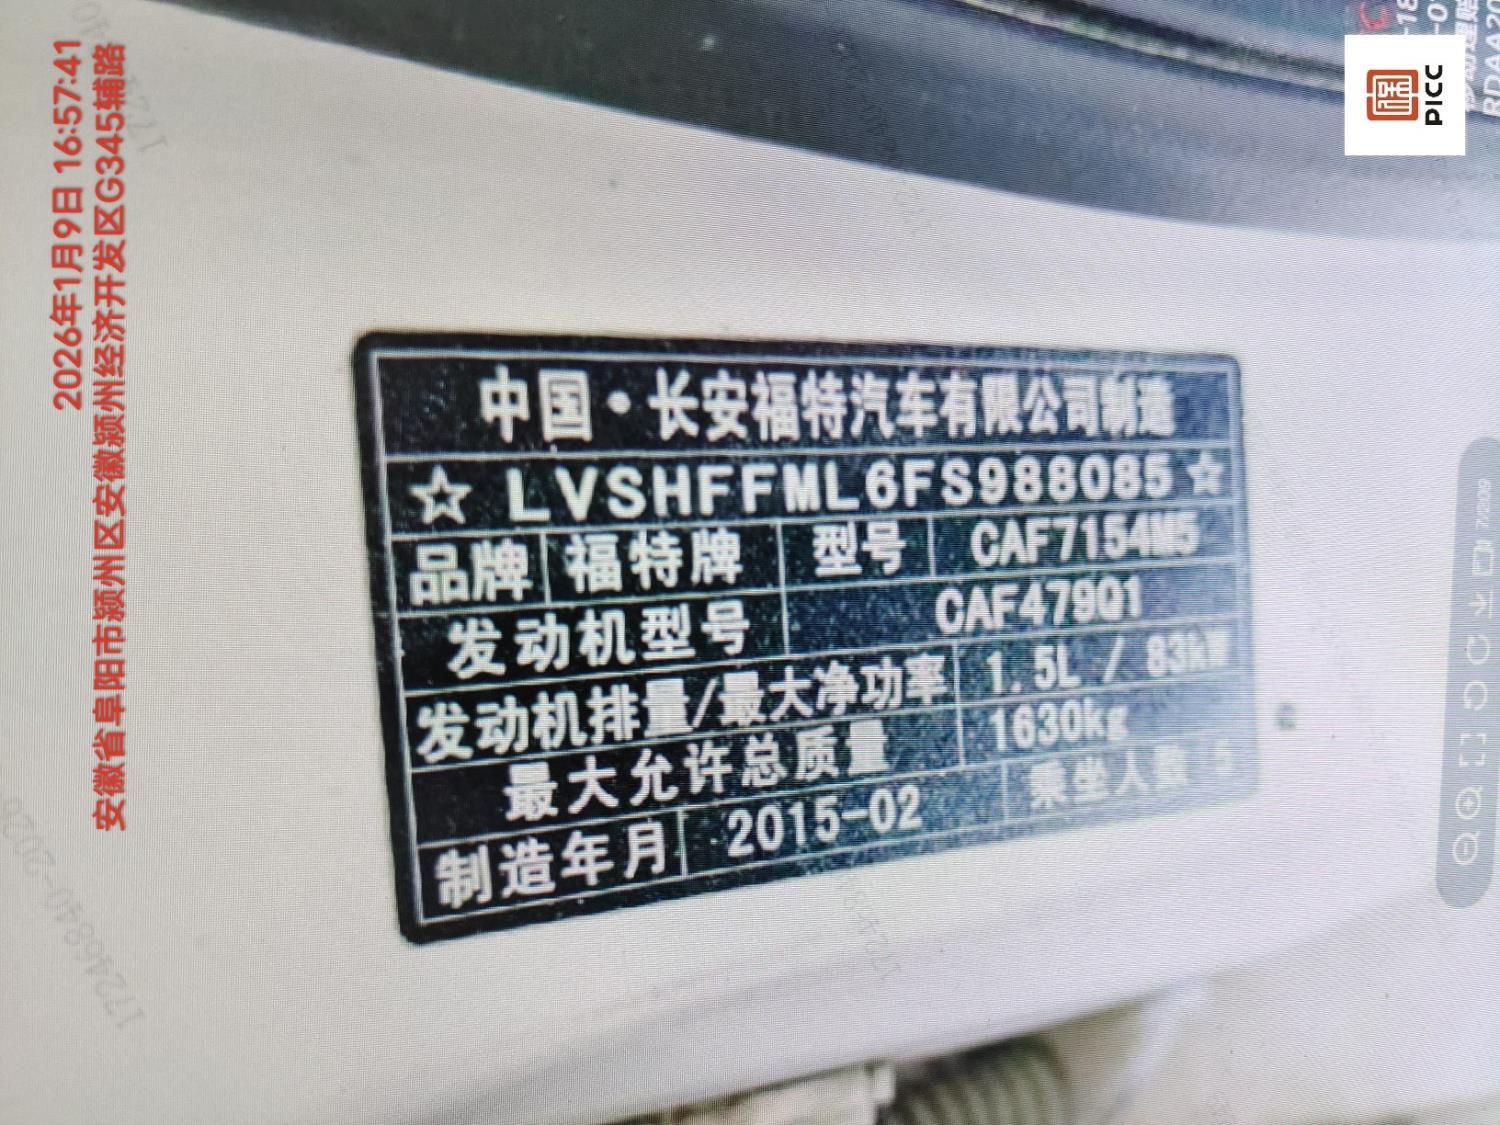 2026年1月9日 16:57:41
安徽省阜阳市颍州区安徽颍州经济开发区G345辅路
PICC
中国·长安福特汽车有限公司制造
☆LVSHFFML6FS988085☆
品牌 福特牌 型号 CAF7154M5
发动机型号 CAF479Q1
发动机排量/最大净功率 1.5L / 83kW
最大允许总质量 1630kg
制造年月 2015-02 乘坐人数 5
7/209